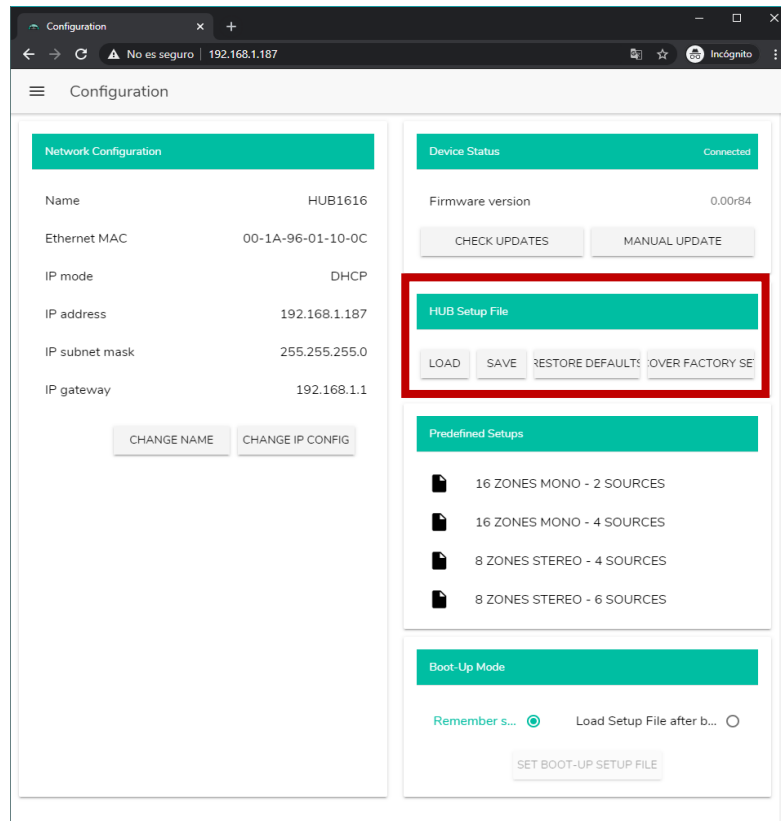 Configuration
No es seguro | 192.168.1.187
Incógnito
Configuration
Network Configuration
Name HUB1616
Ethernet MAC 00-1A-96-01-10-0C
IP mode DHCP
IP address 192.168.1.187
IP subnet mask 255.255.255.0
IP gateway 192.168.1.1
CHANGE NAME CHANGE IP CONFIG
Device Status Connected
Firmware version 0.00r84
CHECK UPDATES MANUAL UPDATE
HUB Setup File
LOAD SAVE RESTORE DEFAULTS OVER FACTORY SE
Predefined Setups
16 ZONES MONO - 2 SOURCES
16 ZONES MONO - 4 SOURCES
8 ZONES STEREO - 4 SOURCES
8 ZONES STEREO - 6 SOURCES
Boot-Up Mode
Remember s... Load Setup File after b...
SET BOOT-UP SETUP FILE